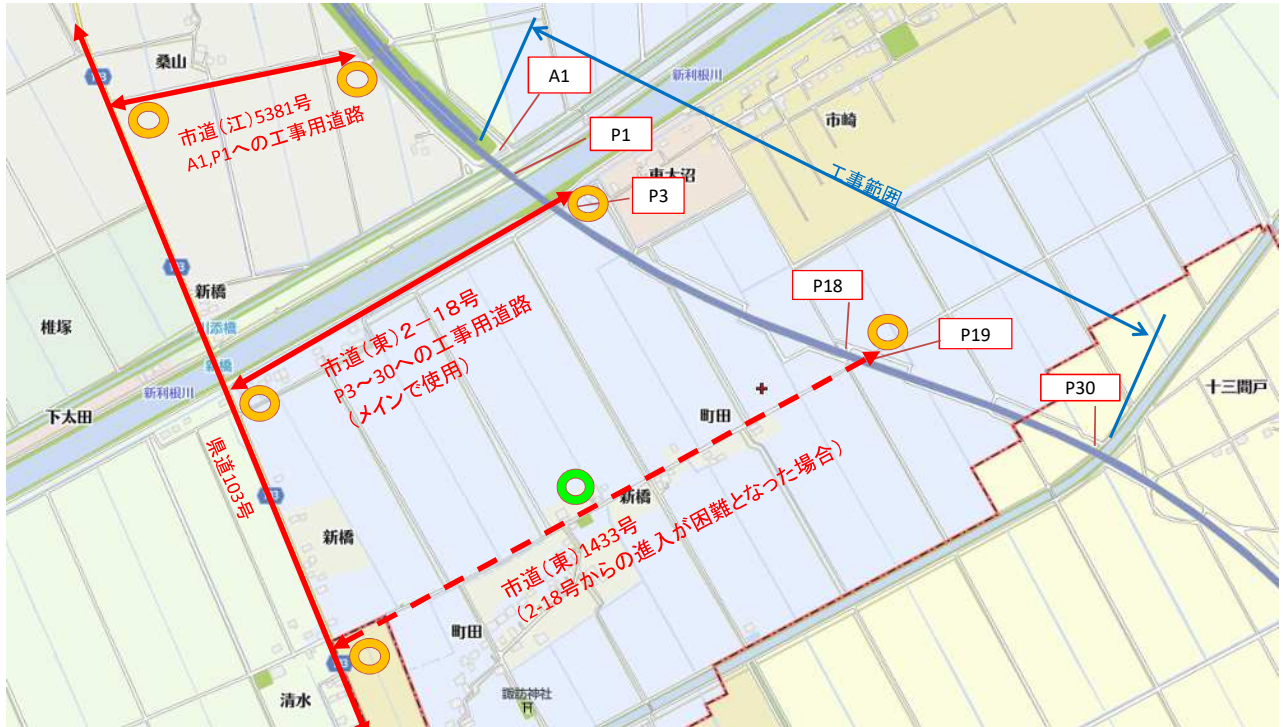 桑山
市道(江)5381号
A1,P1への工事用道路
A1
P1
新利根川
市崎
東大沼
P3
工事範囲
新橋
椎塚
川添橋
新橋
新利根川
下太田
市道(東)2-18号
P3~30への工事用道路
(メインで使用)
P18
P19
P30
十三間戸
県道103号
町田
新橋
新橋
市道(東)1433号
(2-18号からの進入が困難となった場合)
町田
清水
諏訪神社